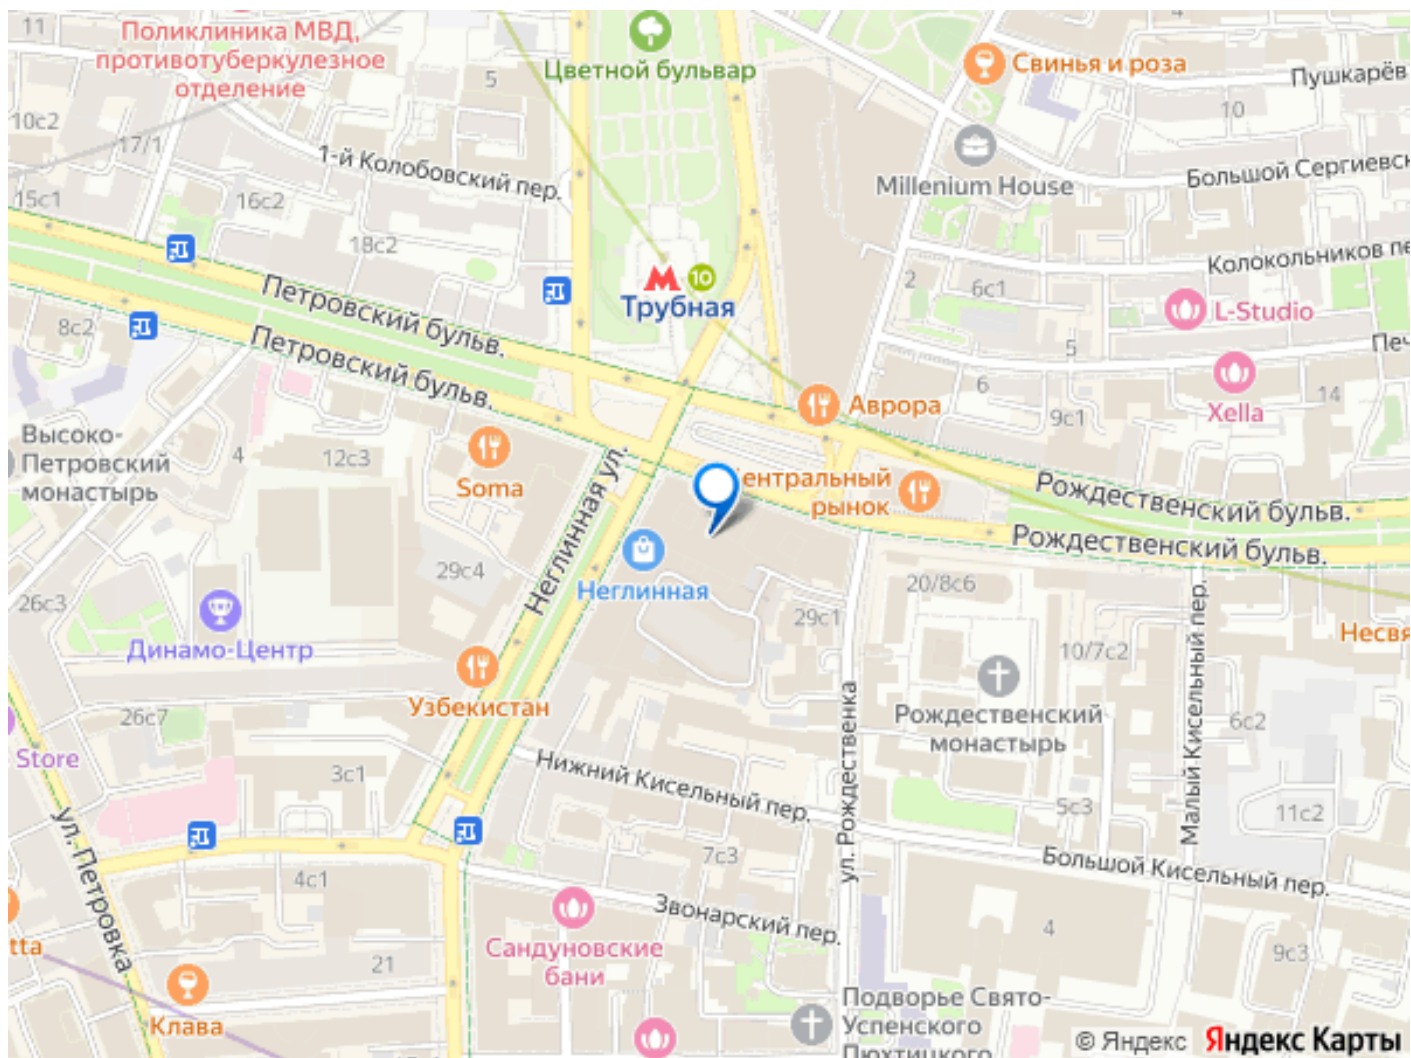 11
Поликлиника МВД,
противотуберкулезное
отделение
5
Цветной бульвар
4
Свинья и роза
Пушкарёв
10с2
17/1
10
1-й Колобовский пер.
Millenium House
Большой Сергиевск
15с1
16с2
18с2
Колокольников пе
2
6с1
10
Трубная
L-Studio
Петровский бульв.
8с2
Петровский бульв.
5
Печ
6
14
Аврора
9с1
Xella
Высоко-
Петровский
монастырь
4
12с3
Soma
Неглинная ул.
ентральный
рынок
Рождественский бульв.
Рождественский бульв.
29с4
Неглинная
20/8с6
26с3
29с1
Динамо-Центр
10/7с2
Малый Кисельный пер.
Несвя
Узбекистан
26с7
Рождественский
монастырь
6с2
Store
3с1
Нижний Кисельный пер.
ул. Рождественка
5с3
11с2
ул. Петровка
7с3
Большой Кисельный пер.
4с1
Звонарский пер.
4
tta
Сандуновские
бани
21
9с3
Клава
Подворье Свято-
Успенского
Пюхтицкого
© Яндекс Яндекс Карты